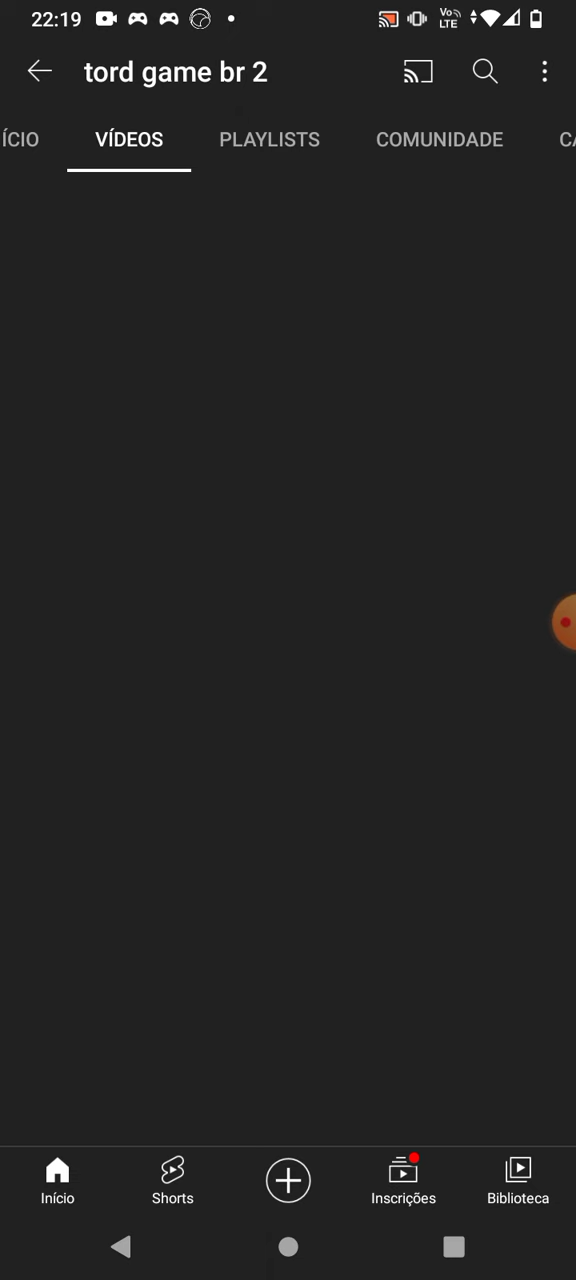 22:19
Vo LTE
tord game br 2
ÍCIO VÍDEOS PLAYLISTS COMUNIDADE CA
Início Shorts Inscrições Biblioteca